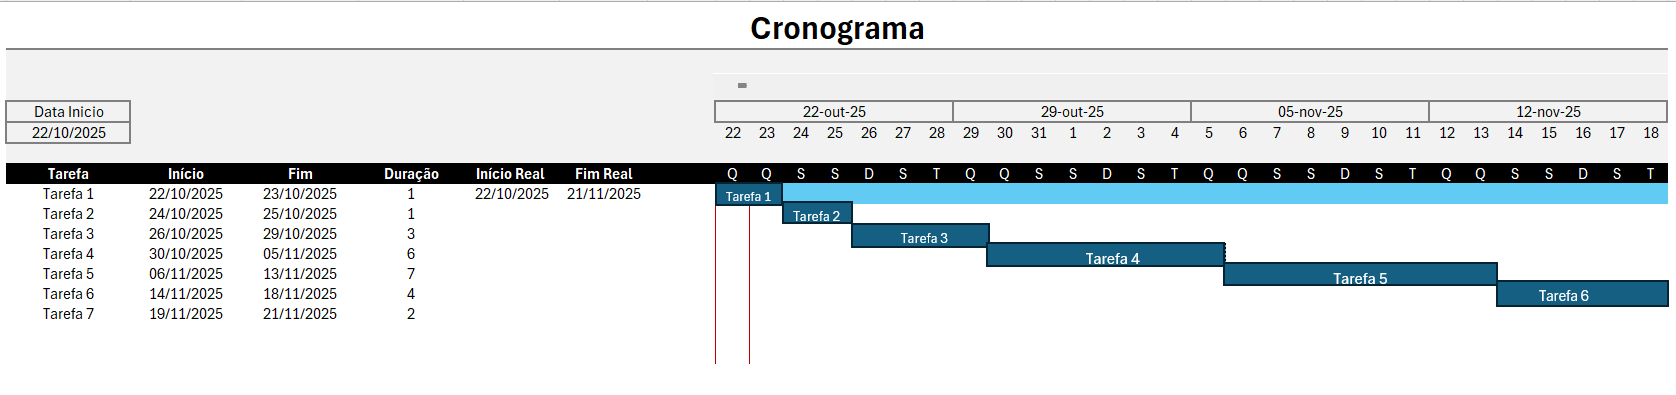 Cronograma
Data Inicio
22-out-25 29-out-25 05-nov-25 12-nov-25
22/10/2025 22 23 24 25 26 27 28 29 30 31 1 2 3 4 5 6 7 8 9 10 11 12 13 14 15 16 17 18
Tarefa Início Fim Duração Início Real Fim Real Q Q S S D S T Q Q S S D S T Q Q S S D S T Q Q S S D S T
Tarefa 1 22/10/2025 23/10/2025 1 22/10/2025 21/11/2025 Tarefa 1
Tarefa 2 24/10/2025 25/10/2025 1 Tarefa 2
Tarefa 3 26/10/2025 29/10/2025 3 Tarefa 3
Tarefa 4 30/10/2025 05/11/2025 6 Tarefa 4
Tarefa 5 06/11/2025 13/11/2025 7 Tarefa 5
Tarefa 6 14/11/2025 18/11/2025 4 Tarefa 6
Tarefa 7 19/11/2025 21/11/2025 2